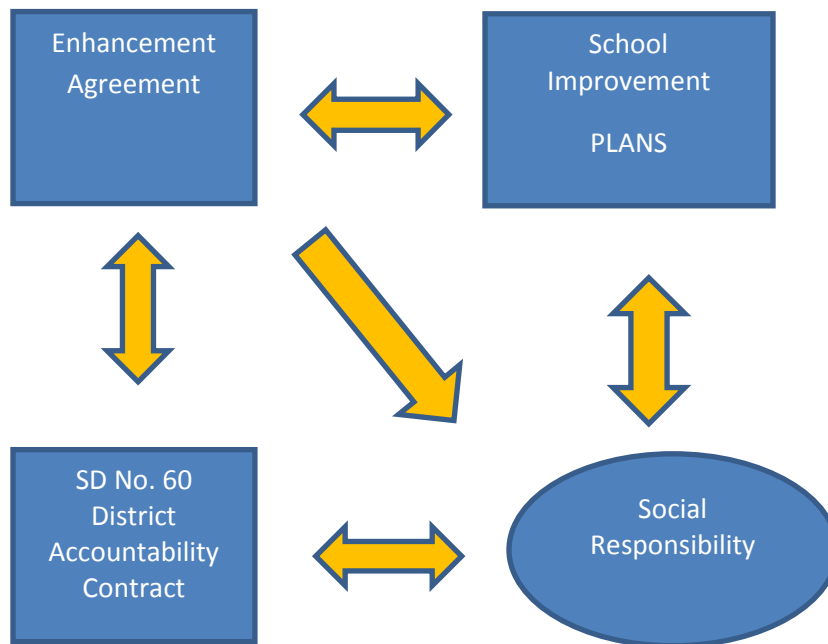 Enhancement
Agreement
School
Improvement
PLANS
SD No. 60
District
Accountability
Contract
Social
Responsibility